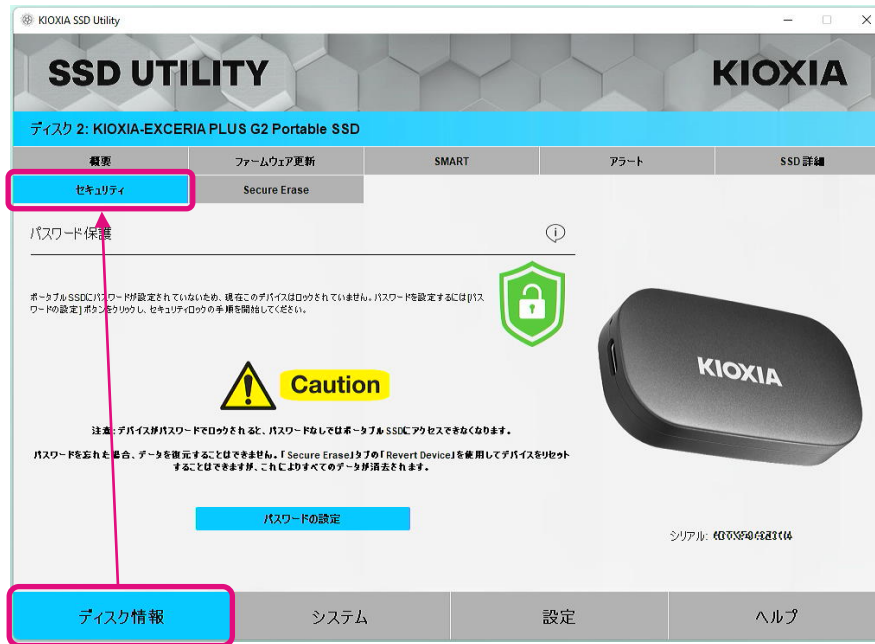 KIOXIA SSD Utility
SSD UTILITY
KIOXIA
ディスク 2: KIOXIA-EXCERIA PLUS G2 Portable SSD
概要
ファームウェア更新
SMART
アラート
SSD 詳細
セキュリティ
Secure Erase
パスワード保護
ポータブルSSDにパスワードが設定されていないため、現在このデバイスはロックされていません。パスワードを設定するには[パス
ワードの設定] ボタンをクリックし、セキュリティロックの手順を開始してください。
Caution
注意: デバイスがパスワードでロックされると、パスワードなしではポータブル SSDにアクセスできなくなります。
パスワードを忘れた場合、データを復元することはできません。「Secure Erase」タブの「Revert Device」を使用してデバイスをリセット
することはできますが、これによりすべてのデータが消去されます。
パスワードの設定
KIOXIA
シリアル:
ディスク情報
システム
設定
ヘルプ